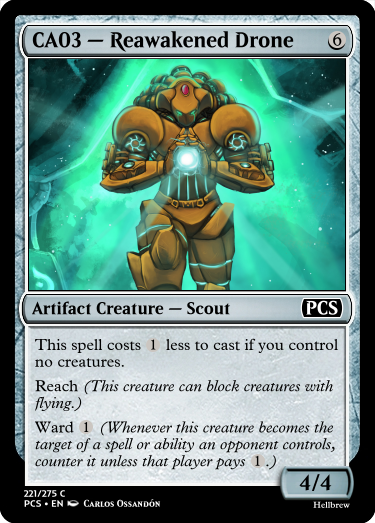 CA03 — Reawakened Drone 6
Artifact Creature — Scout PCS
This spell costs 1 less to cast if you control
no creatures.
Reach (This creature can block creatures with
flying.)
Ward 1 (Whenever this creature becomes the
target of a spell or ability an opponent controls,
counter it unless that player pays 1.)
4/4
221/275 C
PCS • EN Carlos Ossandón
Hellbrew